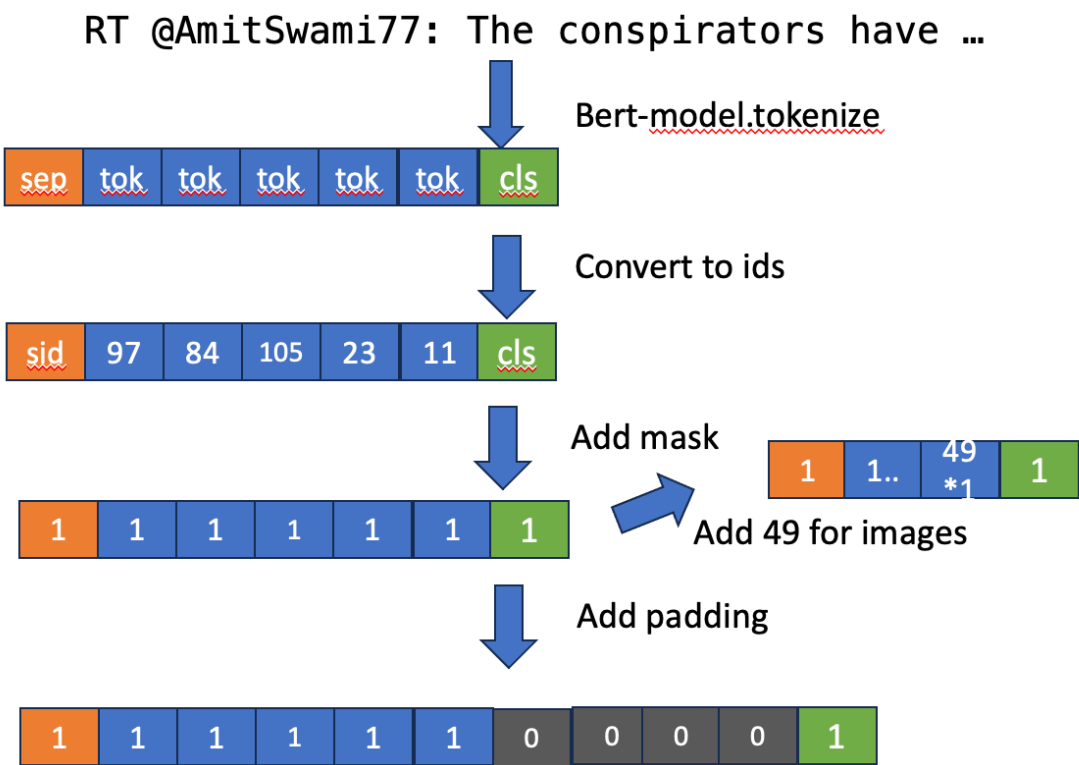 RT @AmitSwami77: The conspirators have …
Bert-model.tokenize
sep tok tok tok tok tok cls
Convert to ids
sid 97 84 105 23 11 cls
Add mask
1 1.. 49 *1 1
1 1 1 1 1 1 1
Add 49 for images
Add padding
1 1 1 1 1 1 0 0 0 0 1